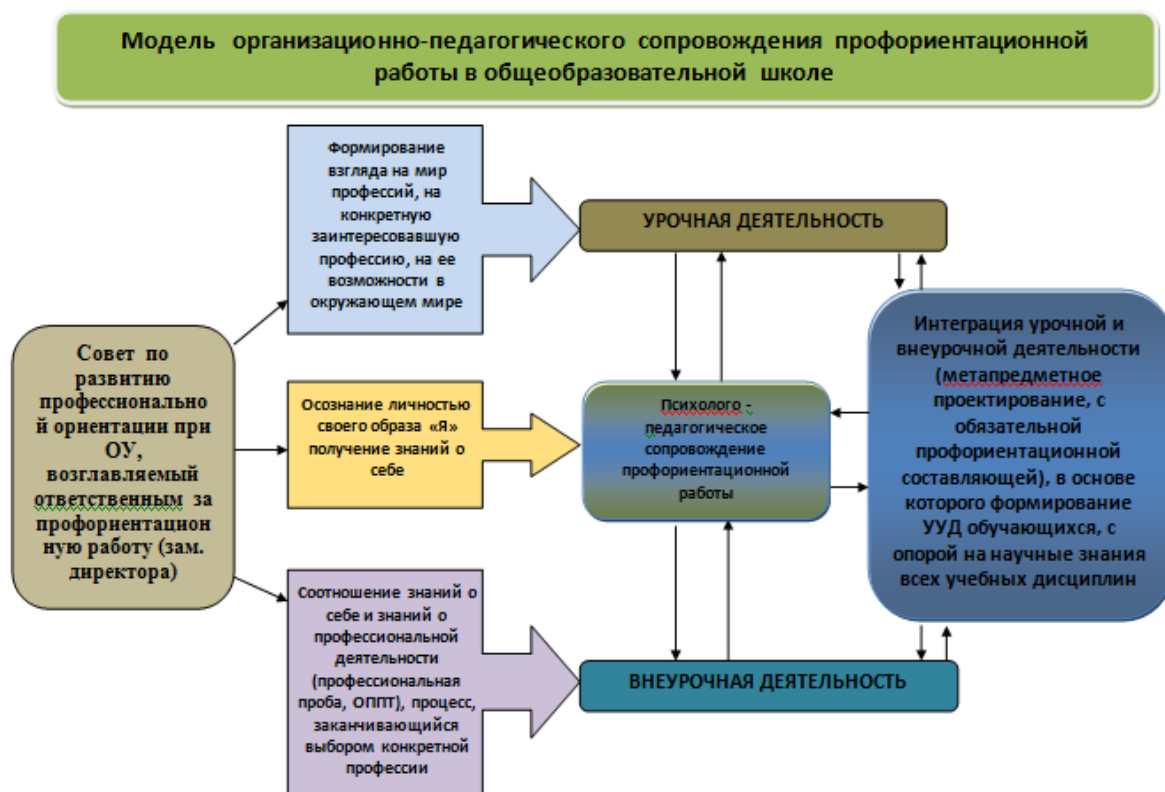 Модель организационно-педагогического сопровождения профориентационной
работы в общеобразовательной школе
Формирование
взгляда на мир
профессий, на
конкретную
заинтересовавшую
профессию, на ее
возможности в
окружающем мире
УРОЧНАЯ ДЕЯТЕЛЬНОСТЬ
Совет по
развитию
профессионально
й ориентации при
ОУ,
возглавляемый
ответственным за
профориентацион
ную работу (зам.
директора)
Осознание личностью
своего образа «Я»
получение знаний о
себе
Психолого -
педагогическое
сопровождение
профориентационной
работы
Интеграция урочной и
внеурочной деятельности
(метапредметное
проектирование, с
обязательной
профориентационной
составляющей), в основе
которого формирование
УУД обучающихся, с
опорой на научные знания
всех учебных дисциплин
Соотношение знаний о
себе и знаний о
профессиональной
деятельности
(профессиональная
проба, ОППТ), процесс,
заканчивающийся
выбором конкретной
профессии
ВНЕУРОЧНАЯ ДЕЯТЕЛЬНОСТЬ